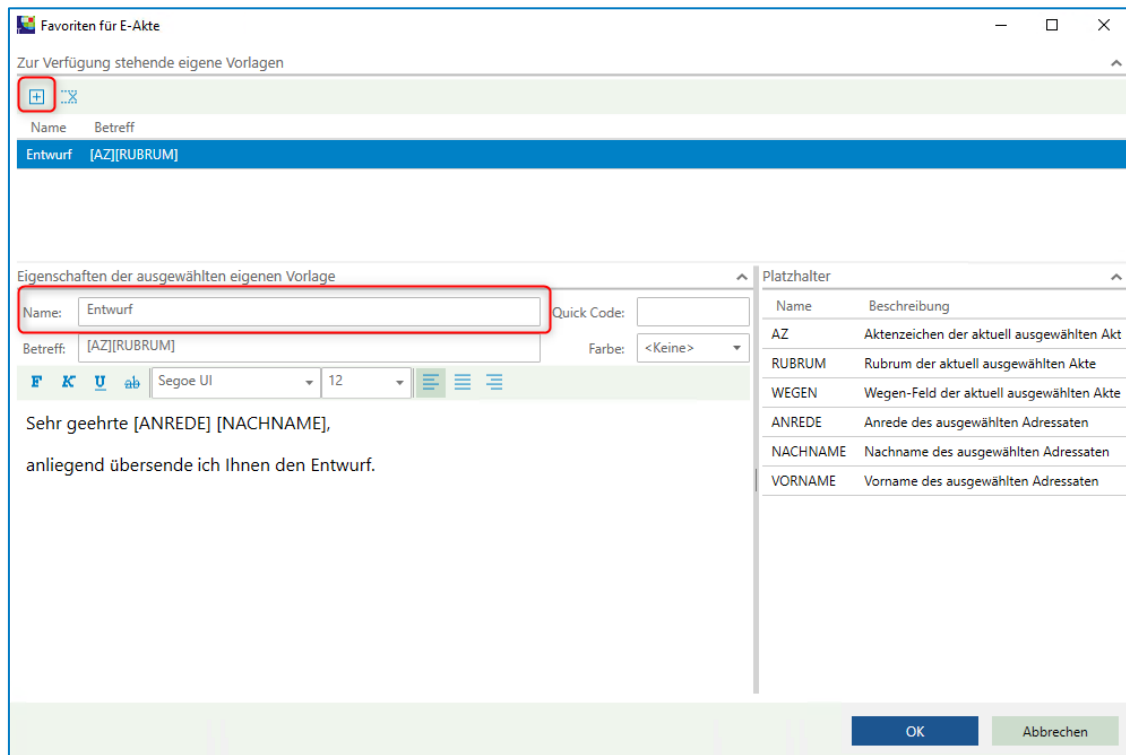 Favoriten für E-Akte
Zur Verfügung stehende eigene Vorlagen
Name Betreff
Entwurf [AZ][RUBRUM]
Eigenschaften der ausgewählten eigenen Vorlage
Name: Entwurf Quick Code:
Betreff: [AZ][RUBRUM] Farbe: <Keine>
F K U ab Segoe UI 12
Sehr geehrte [ANREDE] [NACHNAME],
anliegend übersende ich Ihnen den Entwurf.
Platzhalter
Name Beschreibung
AZ Aktenzeichen der aktuell ausgewählten Akt
RUBRUM Rubrum der aktuell ausgewählten Akte
WEGEN Wegen-Feld der aktuell ausgewählten Akte
ANREDE Anrede des ausgewählten Adressaten
NACHNAME Nachname des ausgewählten Adressaten
VORNAME Vorname des ausgewählten Adressaten
OK Abbrechen